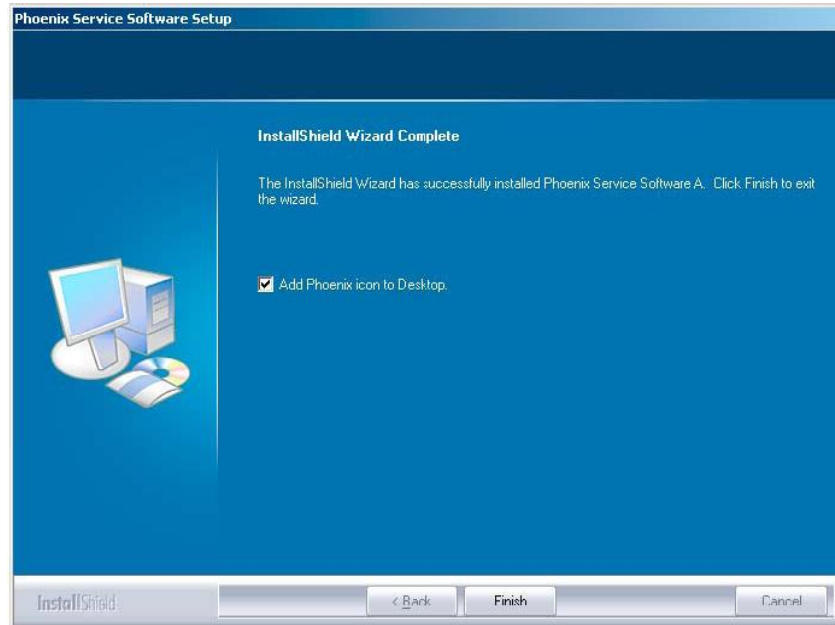 Phoenix Service Software Setup
InstallShield Wizard Complete
The InstallShield Wizard has successfully installed Phoenix Service Software A. Click Finish to exit
the wizard.
Add Phoenix icon to Desktop.
InstallShield
< Back
Finish
Cancel